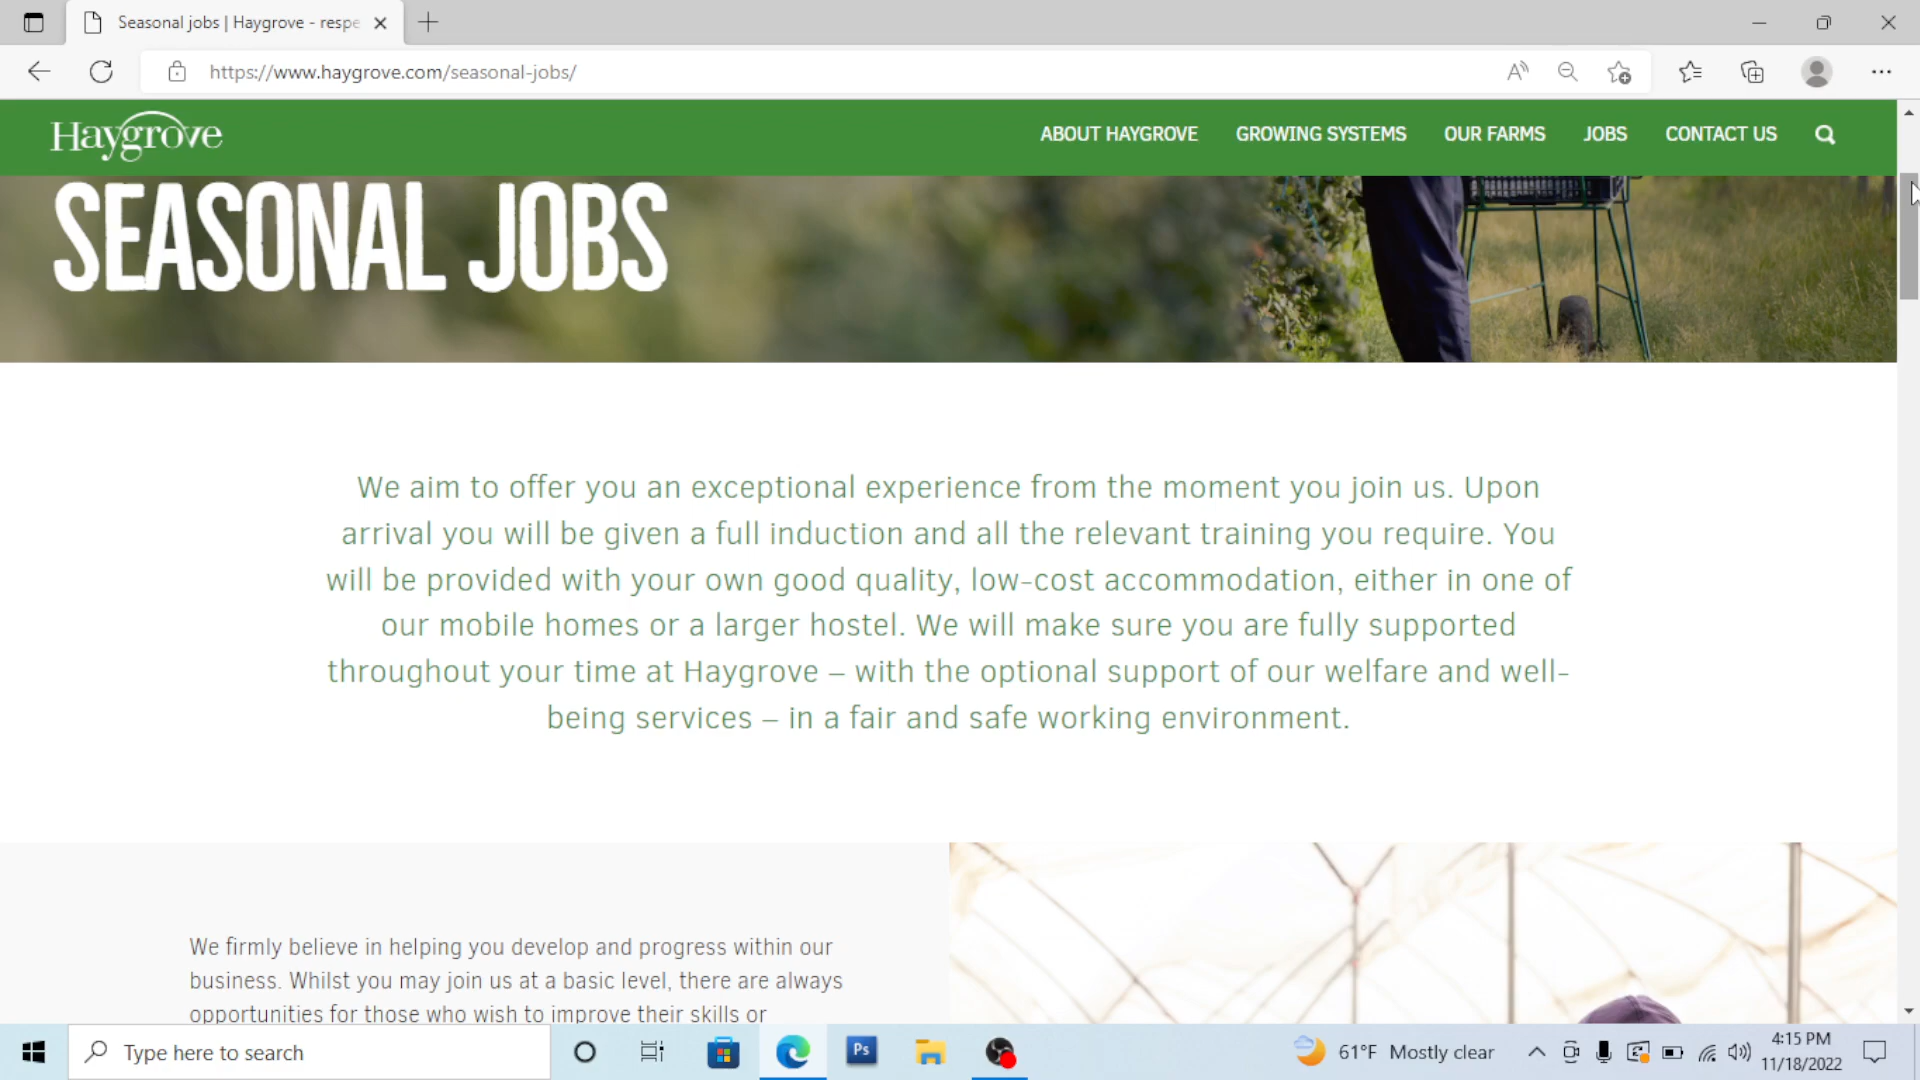 Seasonal jobs | Haygrove - respe
https://www.haygrove.com/seasonal-jobs/
Haygrove
ABOUT HAYGROVE GROWING SYSTEMS OUR FARMS JOBS CONTACT US
SEASONAL JOBS
We aim to offer you an exceptional experience from the moment you join us. Upon
arrival you will be given a full induction and all the relevant training you require. You
will be provided with your own good quality, low-cost accommodation, either in one of
our mobile homes or a larger hostel. We will make sure you are fully supported
throughout your time at Haygrove – with the optional support of our welfare and well-
being services – in a fair and safe working environment.
We firmly believe in helping you develop and progress within our
business. Whilst you may join us at a basic level, there are always
opportunities for those who wish to improve their skills or
Type here to search
Ps
61°F Mostly clear
4:15 PM
11/18/2022